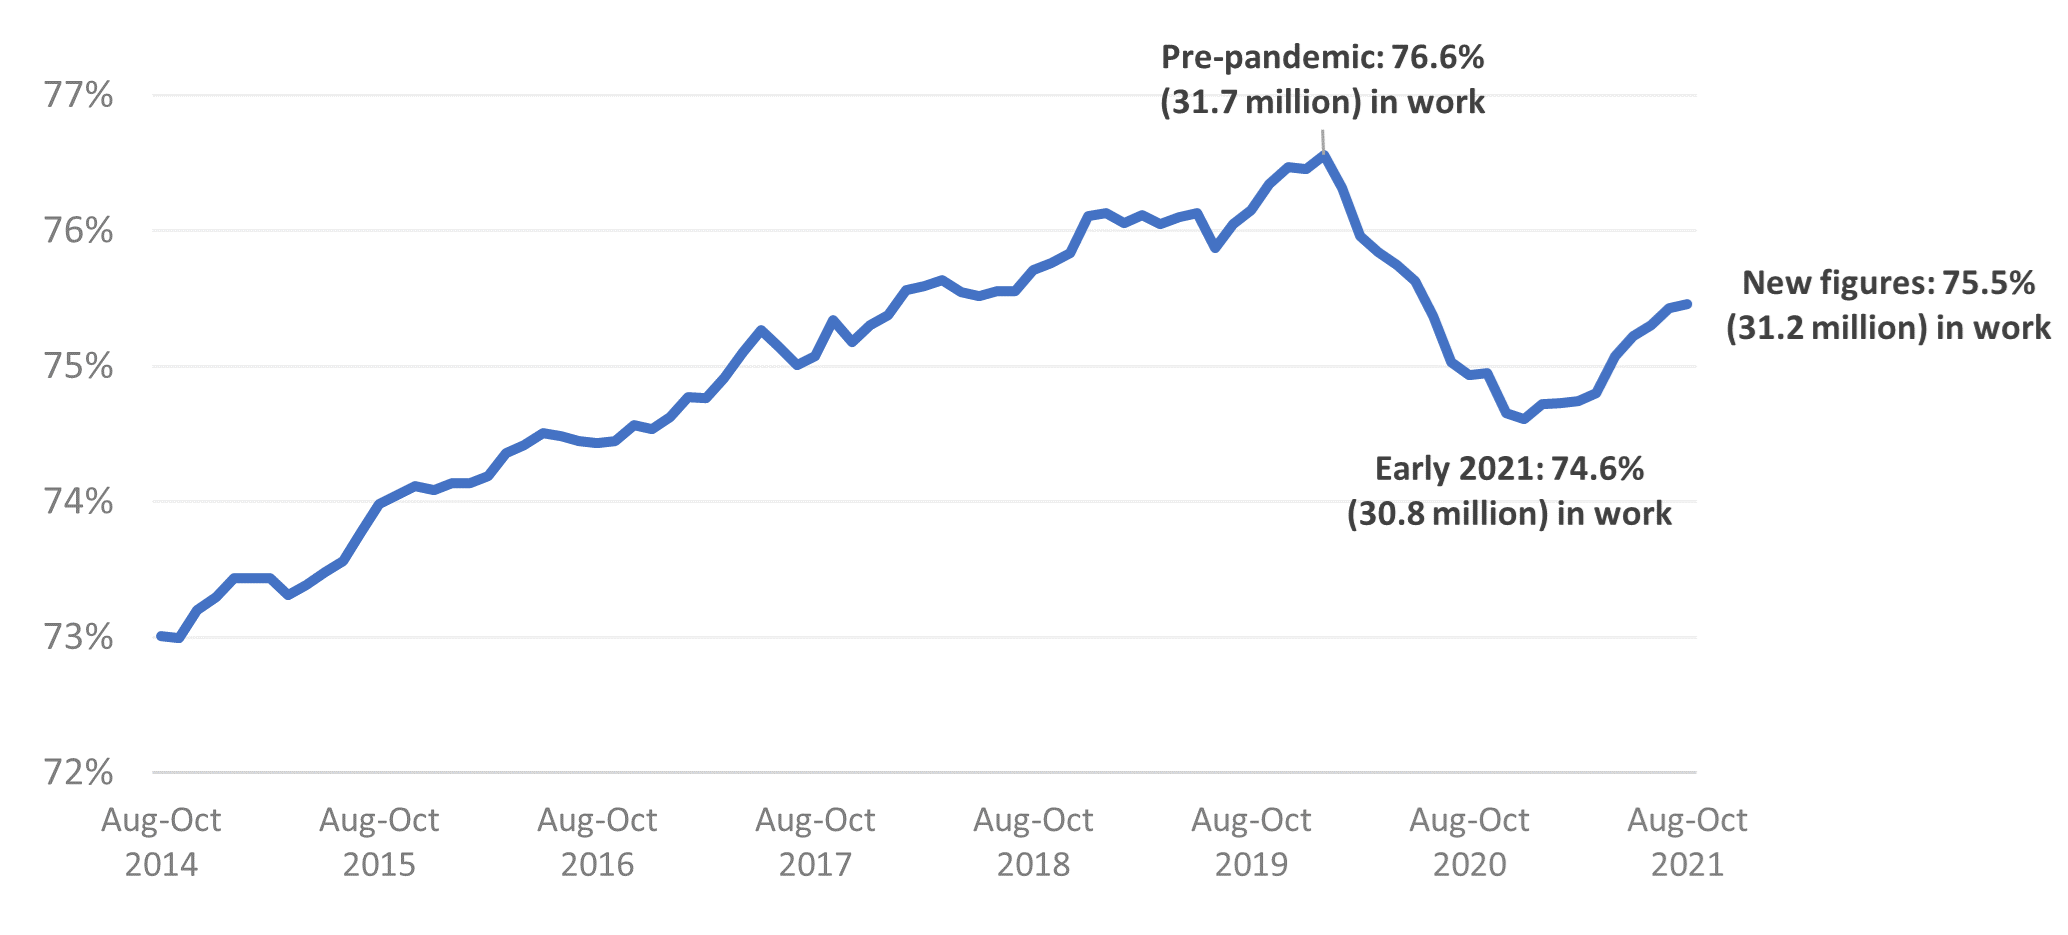 Pre-pandemic: 76.6%
(31.7 million) in work
77%
76%
New figures: 75.5%
(31.2 million) in work
75%
Early 2021: 74.6%
(30.8 million) in work
74%
73%
72%
Aug-Oct 2014
Aug-Oct 2015
Aug-Oct 2016
Aug-Oct 2017
Aug-Oct 2018
Aug-Oct 2019
Aug-Oct 2020
Aug-Oct 2021